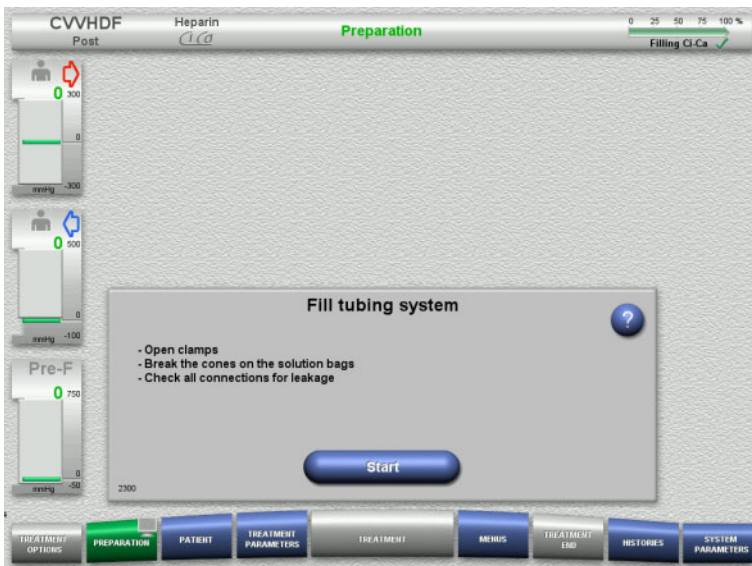 CVVHDF
Post
Heparin
Ci Ca
Preparation
0 25 50 75 100 %
Filling Ci-Ca
0
300
0
mmHg -300
0
500
0
mmHg -100
Pre-F
0
750
0
mmHg -50
Fill tubing system
?
- Open clamps
- Break the cones on the solution bags
- Check all connections for leakage
Start
2300
TREATMENT OPTIONS
PREPARATION
PATIENT
TREATMENT PARAMETERS
TREATMENT
MENUS
TREATMENT END
HISTORIES
SYSTEM PARAMETERS